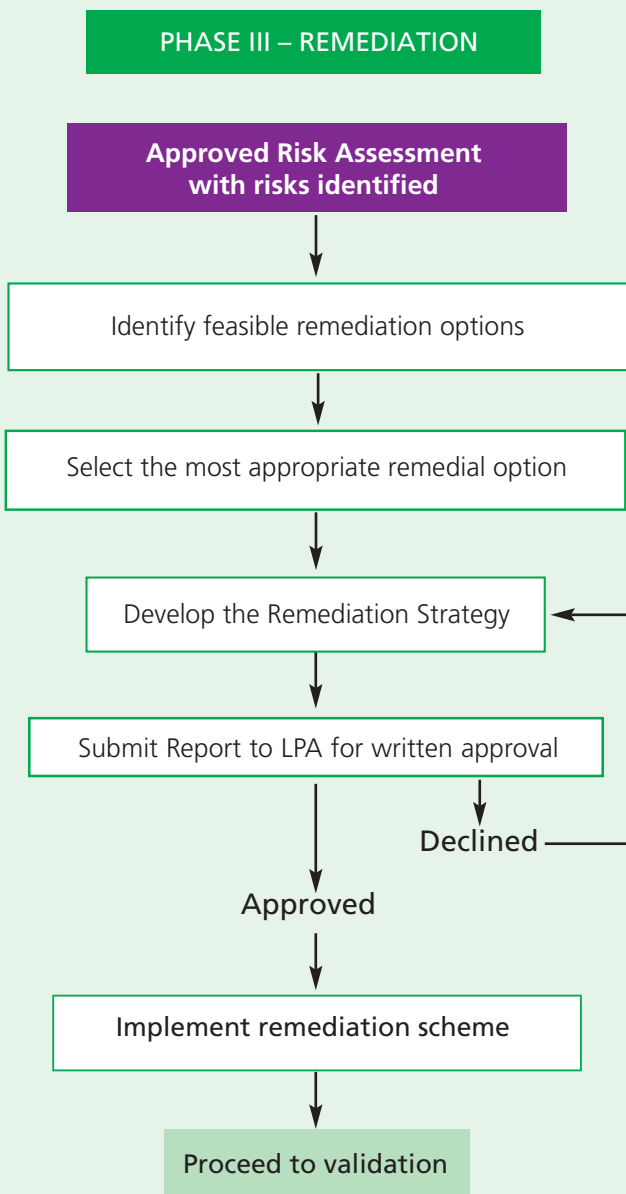 PHASE III – REMEDIATION
Approved Risk Assessment
with risks identified
Identify feasible remediation options
Select the most appropriate remedial option
Develop the Remediation Strategy
Submit Report to LPA for written approval
Declined
Approved
Implement remediation scheme
Proceed to validation